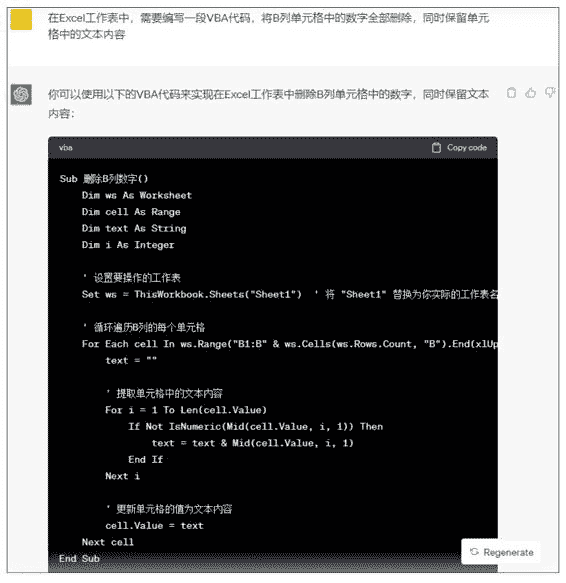 在Excel工作表中，需要编写一段VBA代码，将B列单元格中的数字全部删除，同时保留单元
格中的文本内容
你可以使用以下的VBA代码来实现在Excel工作表中删除B列单元格中的数字，同时保留文本
内容：
vba Copy code
Sub 删除B列数字()
    Dim ws As Worksheet
    Dim cell As Range
    Dim text As String
    Dim i As Integer
    ' 设置要操作的工作表
    Set ws = ThisWorkbook.Sheets("Sheet1")  ' 将 "Sheet1" 替换为你实际的工作表名
    ' 循环遍历B列的每个单元格
    For Each cell In ws.Range("B1:B" & ws.Cells(ws.Rows.Count, "B").End(xlUp
        text = ""
        ' 提取单元格中的文本内容
        For i = 1 To Len(cell.Value)
            If Not IsNumeric(Mid(cell.Value, i, 1)) Then
                text = text & Mid(cell.Value, i, 1)
            End If
        Next i
        ' 更新单元格的值为文本内容
        cell.Value = text
    Next cell
End Sub
Regenerate